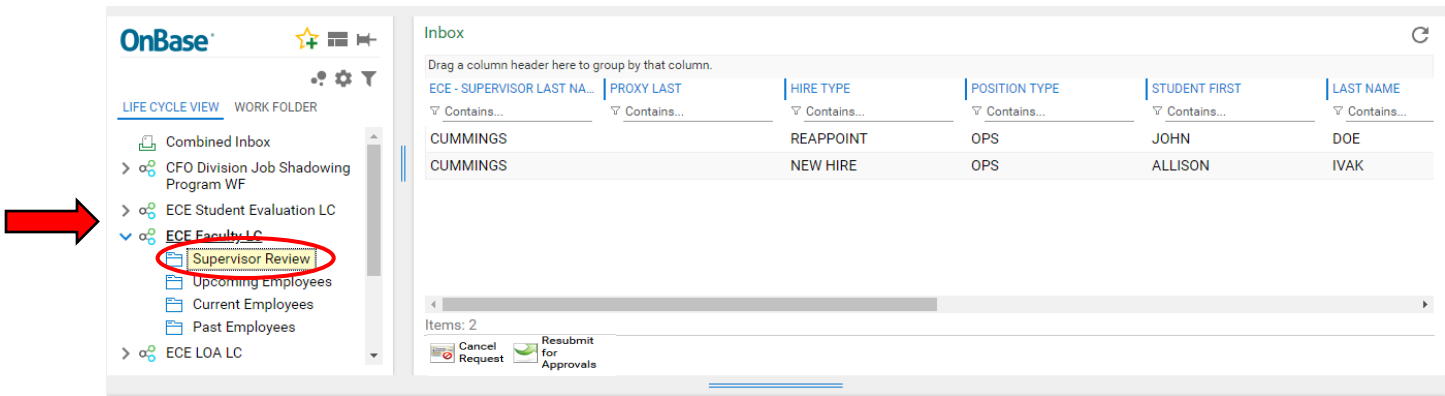 OnBase
LIFE CYCLE VIEW WORK FOLDER
Combined Inbox
CFO Division Job Shadowing
Program WF
ECE Student Evaluation LC
ECE Faculty LC
Supervisor Review
Upcoming Employees
Current Employees
Past Employees
ECE LOA LC
Inbox
Drag a column header here to group by that column.
ECE - SUPERVISOR LAST NA... PROXY LAST HIRE TYPE POSITION TYPE STUDENT FIRST LAST NAME
Contains... Contains... Contains... Contains... Contains... Contains...
CUMMINGS REAPPOINT OPS JOHN DOE
CUMMINGS NEW HIRE OPS ALLISON IVAK
Items: 2
Cancel
Request
Resubmit
for
Approvals